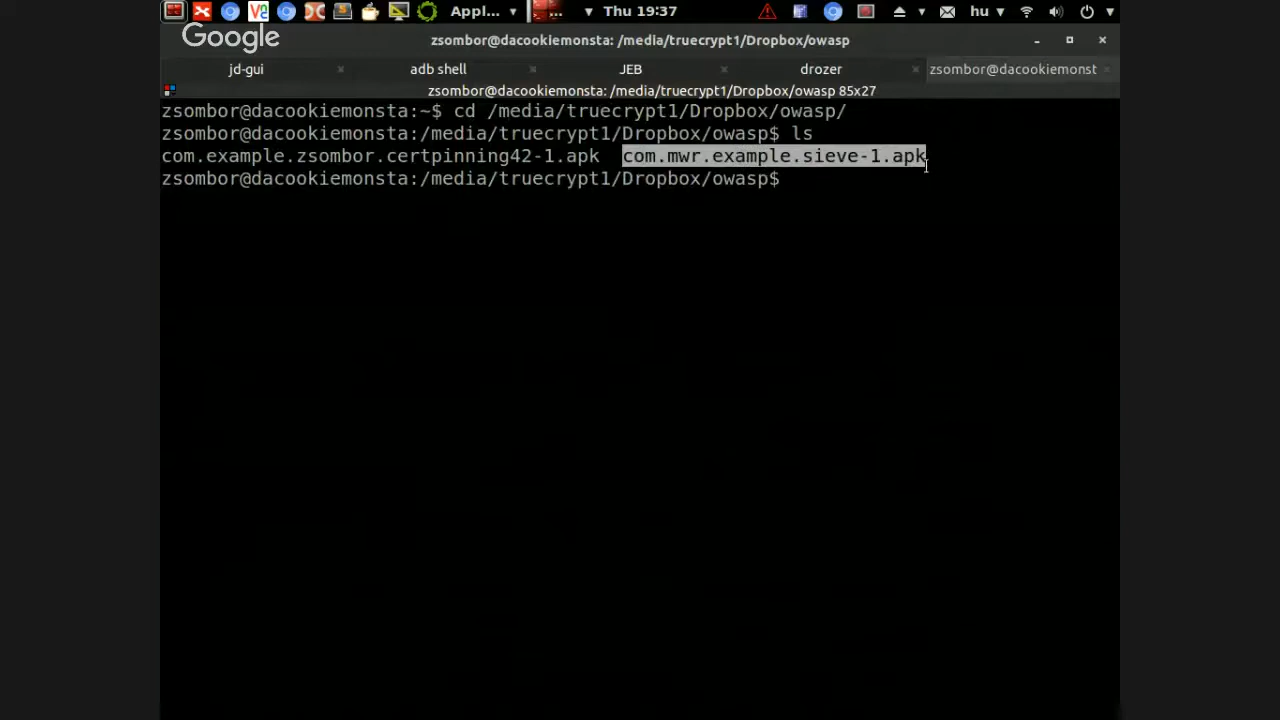 Appl... Thu 19:37 hu
Google
zsombor@dacookiemonsta: /media/truecrypt1/Dropbox/owasp
jd-gui adb shell JEB drozer zsombor@dacookiemonst
zsombor@dacookiemonsta: /media/truecrypt1/Dropbox/owasp 85x27
zsombor@dacookiemonsta:~$ cd /media/truecrypt1/Dropbox/owasp/
zsombor@dacookiemonsta:/media/truecrypt1/Dropbox/owasp$ ls
com.example.zsombor.certpinning42-1.apk com.mwr.example.sieve-1.apk
zsombor@dacookiemonsta:/media/truecrypt1/Dropbox/owasp$